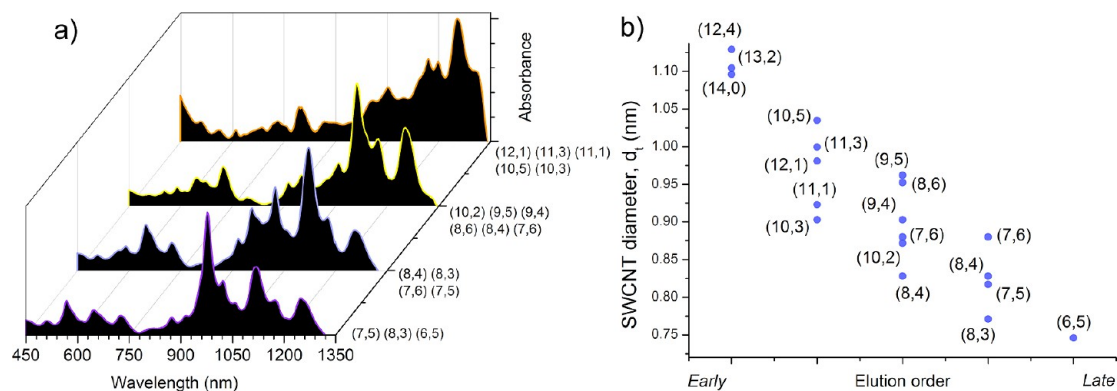 a)
Absorbance
(12,1) (11,3) (11,1)
(10,5) (10,3)
(10,2) (9,5) (9,4)
(8,6) (8,4) (7,6)
(8,4) (8,3)
(7,6) (7,5)
(7,5) (8,3) (6,5)
450 600 750 900 1050 1200 1350
Wavelength (nm)
b)
SWCNT diameter, dt (nm)
1.10
1.05
1.00
0.95
0.90
0.85
0.80
0.75
(12,4)
(13,2)
(14,0)
(10,5)
(11,3)
(12,1)
(11,1)
(10,3)
(9,5)
(8,6)
(9,4)
(7,6)
(10,2)
(8,4)
(7,6)
(8,4)
(7,5)
(8,3)
(6,5)
Early Elution order Late